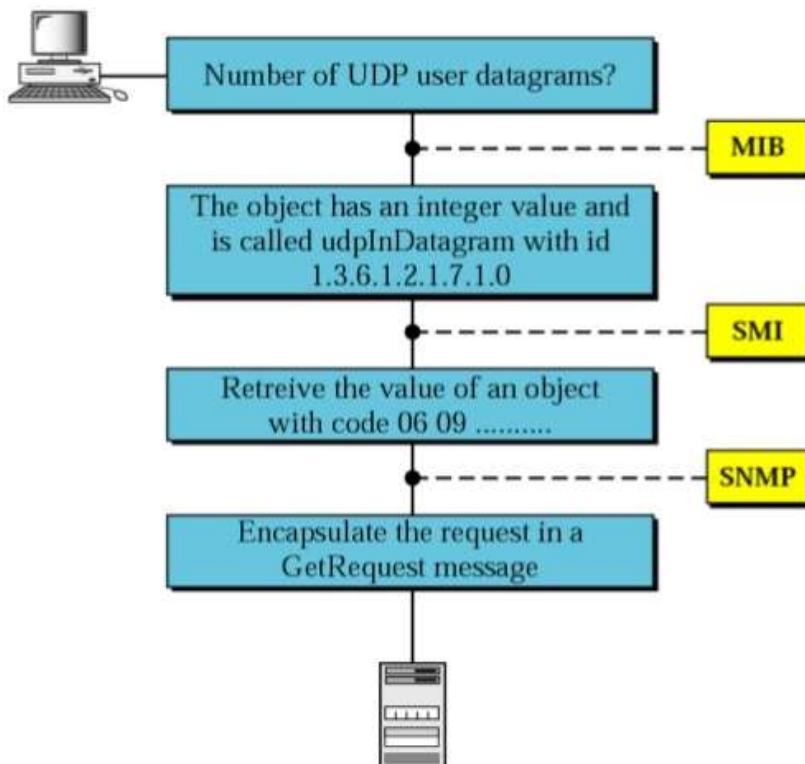 Number of UDP user datagrams?
MIB
The object has an integer value and
is called udpInDatagram with id
1.3.6.1.2.1.7.1.0
SMI
Retreive the value of an object
with code 06 09 ..........
SNMP
Encapsulate the request in a
GetRequest message